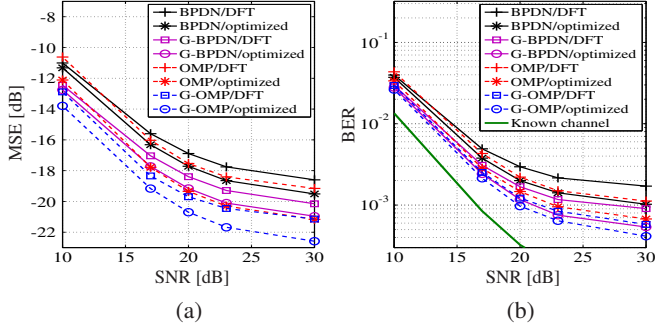 MSE [dB]
-8
-10
-12
-14
-16
-18
-20
-22
10 15 20 25 30
SNR [dB]
BPDN/DFT
BPDN/optimized
G-BPDN/DFT
G-BPDN/optimized
OMP/DFT
OMP/optimized
G-OMP/DFT
G-OMP/optimized
(a)
BER
10⁻¹
10⁻²
10⁻³
10 15 20 25 30
SNR [dB]
BPDN/DFT
BPDN/optimized
G-BPDN/DFT
G-BPDN/optimized
OMP/DFT
OMP/optimized
G-OMP/DFT
G-OMP/optimized
Known channel
(b)